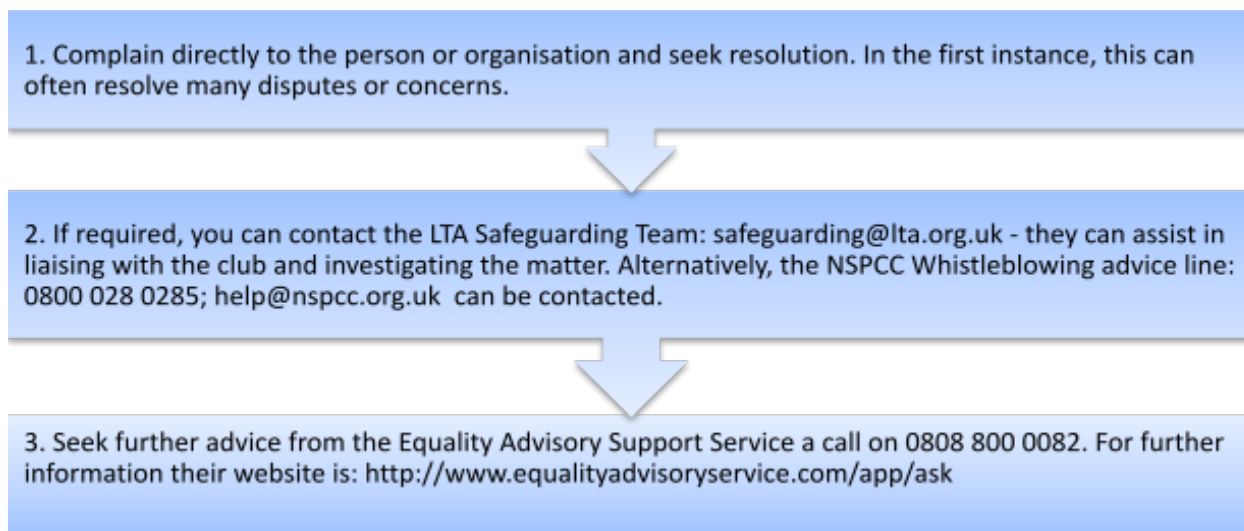 1. Complain directly to the person or organisation and seek resolution. In the first instance, this can
often resolve many disputes or concerns.
2. If required, you can contact the LTA Safeguarding Team: safeguarding@lta.org.uk - they can assist in
liaising with the club and investigating the matter. Alternatively, the NSPCC Whistleblowing advice line:
0800 028 0285; help@nspcc.org.uk  can be contacted.
3. Seek further advice from the Equality Advisory Support Service a call on 0808 800 0082. For further
information their website is: http://www.equalityadvisoryservice.com/app/ask